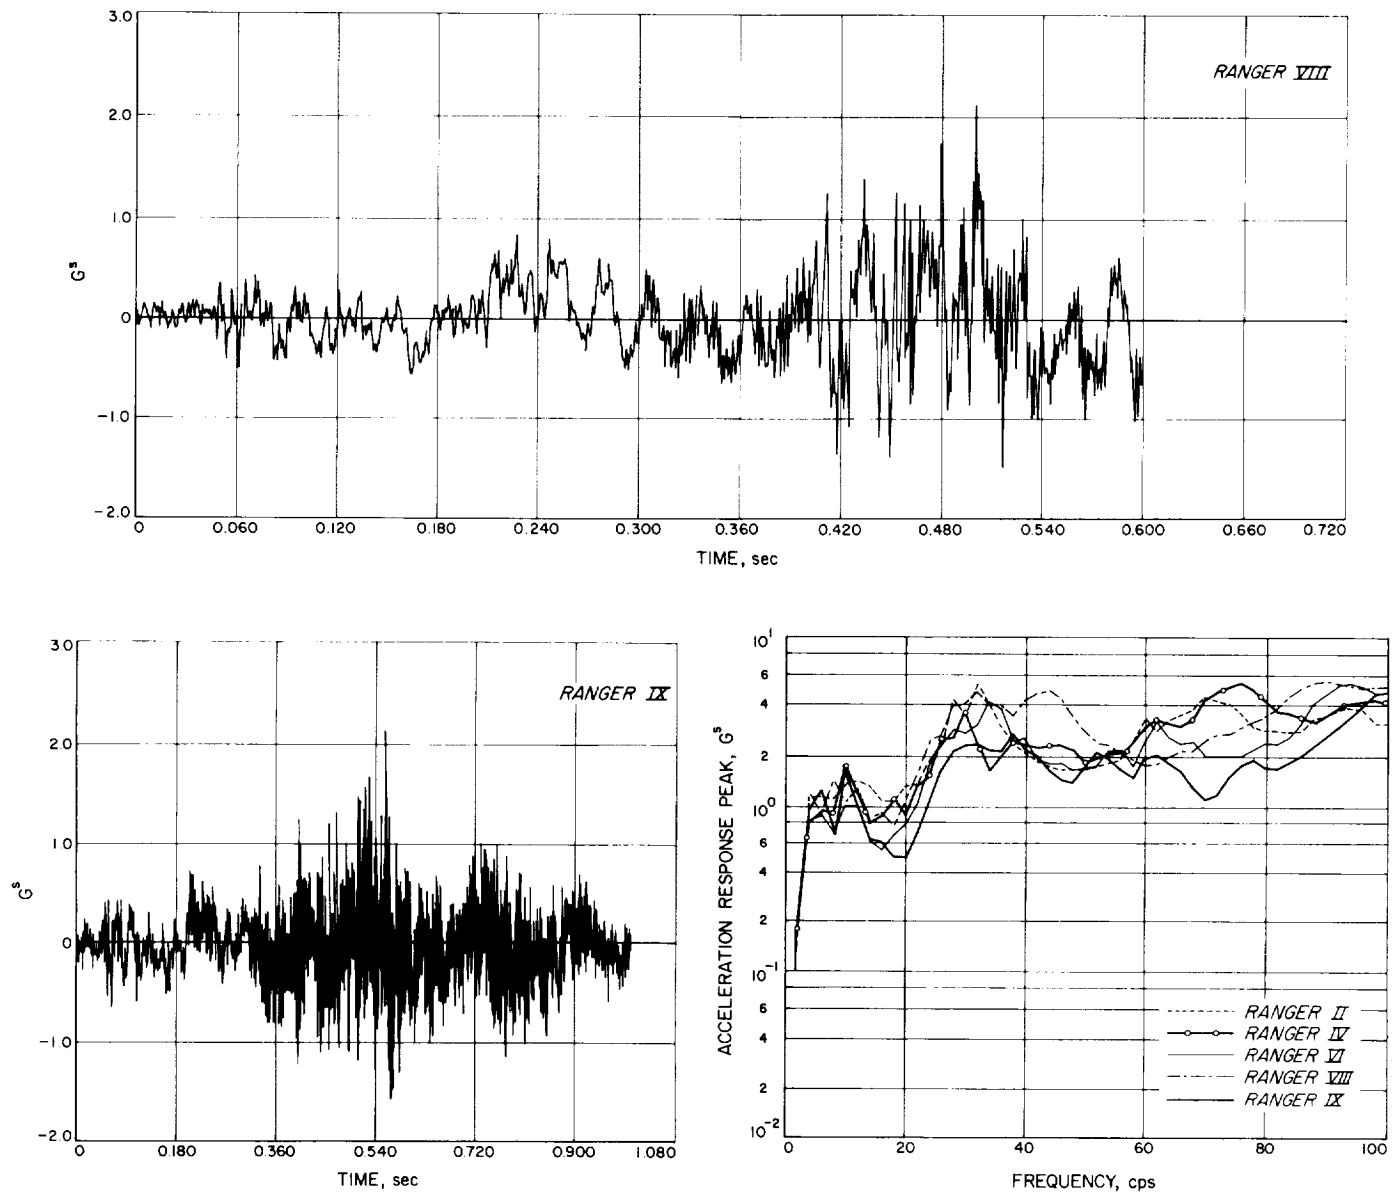 3.0
RANGER VIII
2.0
1.0
G's
0
-1.0
-2.0
0 0.060 0.120 0.180 0.240 0.300 0.360 0.420 0.480 0.540 0.600 0.660 0.720
TIME, sec
3.0
RANGER IX
2.0
1.0
G's
0
-1.0
-2.0
0 0.180 0.360 0.540 0.720 0.900 1.080
TIME, sec
10¹
6
4
2
10⁰
6
4
2
10⁻¹
6
4
2
10⁻²
ACCELERATION RESPONSE PEAK, G's
RANGER II
RANGER IV
RANGER VI
RANGER VIII
RANGER IX
0 20 40 60 80 100
FREQUENCY, cps